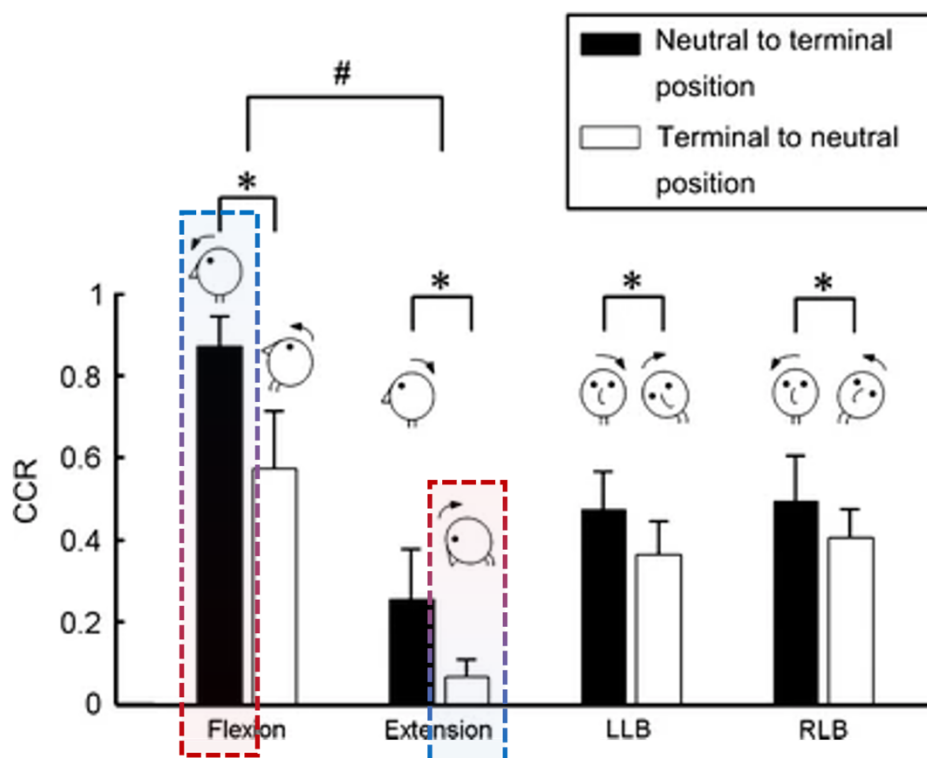 Neutral to terminal
position
Terminal to neutral
position
#
*
*
*
*
1
0.8
0.6
0.4
0.2
0
CCR
Flexion
Extension
LLB
RLB